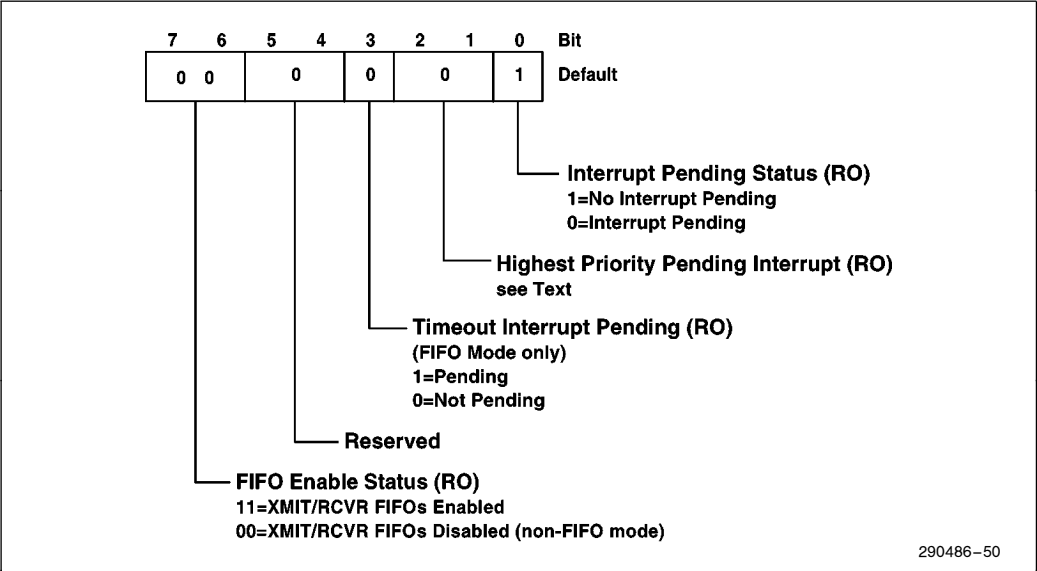 7 6 5 4 3 2 1 0 Bit
0 0 0 0 0 1 Default
Interrupt Pending Status (RO)
1=No Interrupt Pending
0=Interrupt Pending
Highest Priority Pending Interrupt (RO)
see Text
Timeout Interrupt Pending (RO)
(FIFO Mode only)
1=Pending
0=Not Pending
Reserved
FIFO Enable Status (RO)
11=XMIT/RCVR FIFOs Enabled
00=XMIT/RCVR FIFOs Disabled (non-FIFO mode)
290486–50